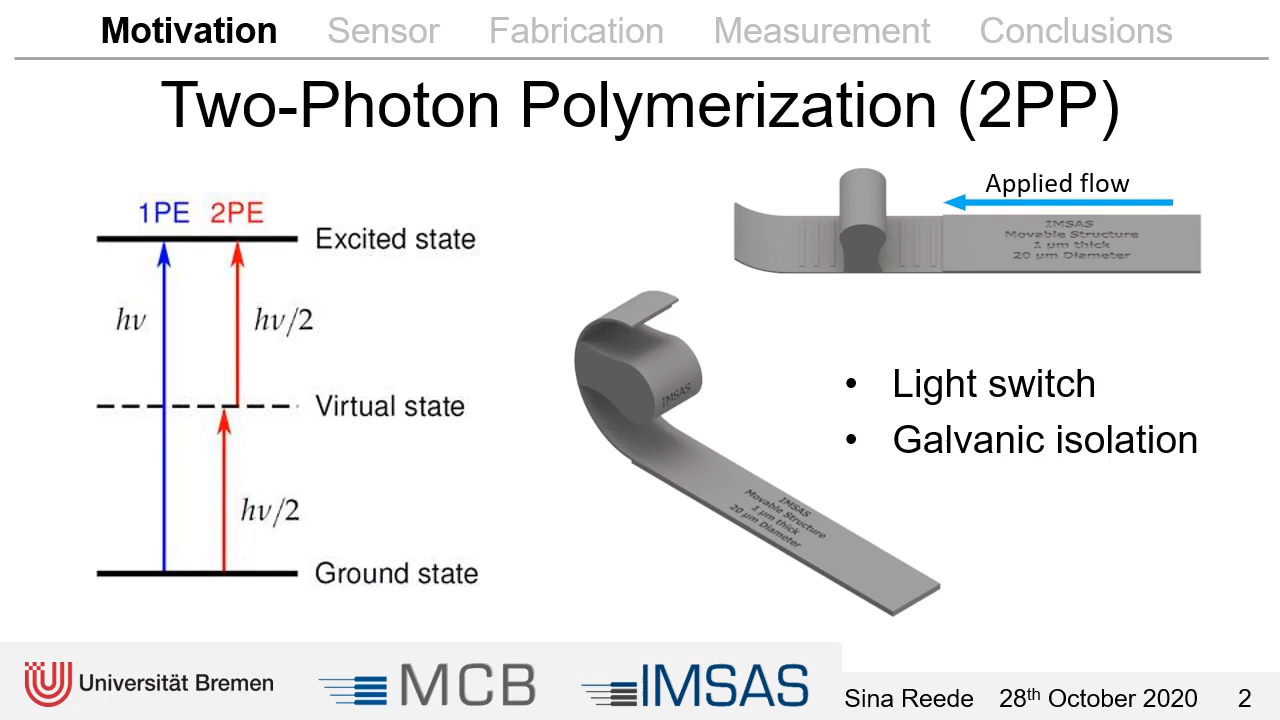 Motivation Sensor Fabrication Measurement Conclusions
Two-Photon Polymerization (2PP)
1PE 2PE
Excited state
hν
hν/2
Virtual state
hν/2
Ground state
Applied flow
IMSAS
Movable Structure
1 µm thick
20 µm Diameter
IMSAS
IMSAS
Movable Structure
1 µm thick
20 µm Diameter
• Light switch
• Galvanic isolation
Universität Bremen
MCB
IMSAS
Sina Reede 28th October 2020 2